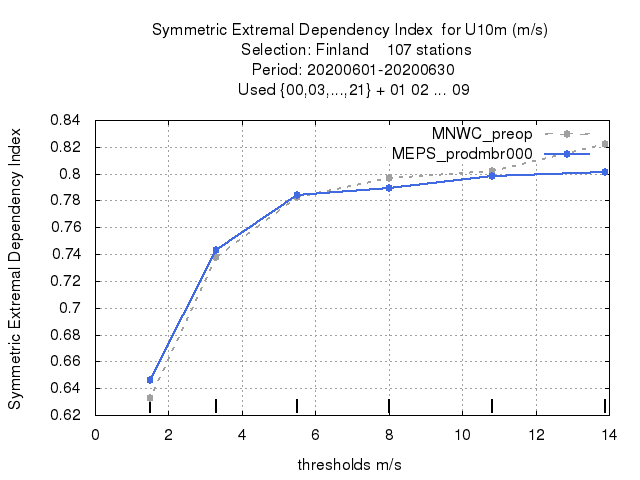 Symmetric Extremal Dependency Index  for U10m (m/s)
Selection: Finland    107 stations
Period: 20200601-20200630
Used {00,03,...,21} + 01 02 ... 09
Symmetric Extremal Dependency Index
0.84
0.82
0.8
0.78
0.76
0.74
0.72
0.7
0.68
0.66
0.64
0.62
MNWC_preop
MEPS_prodmbr000
0 2 4 6 8 10 12 14
thresholds m/s